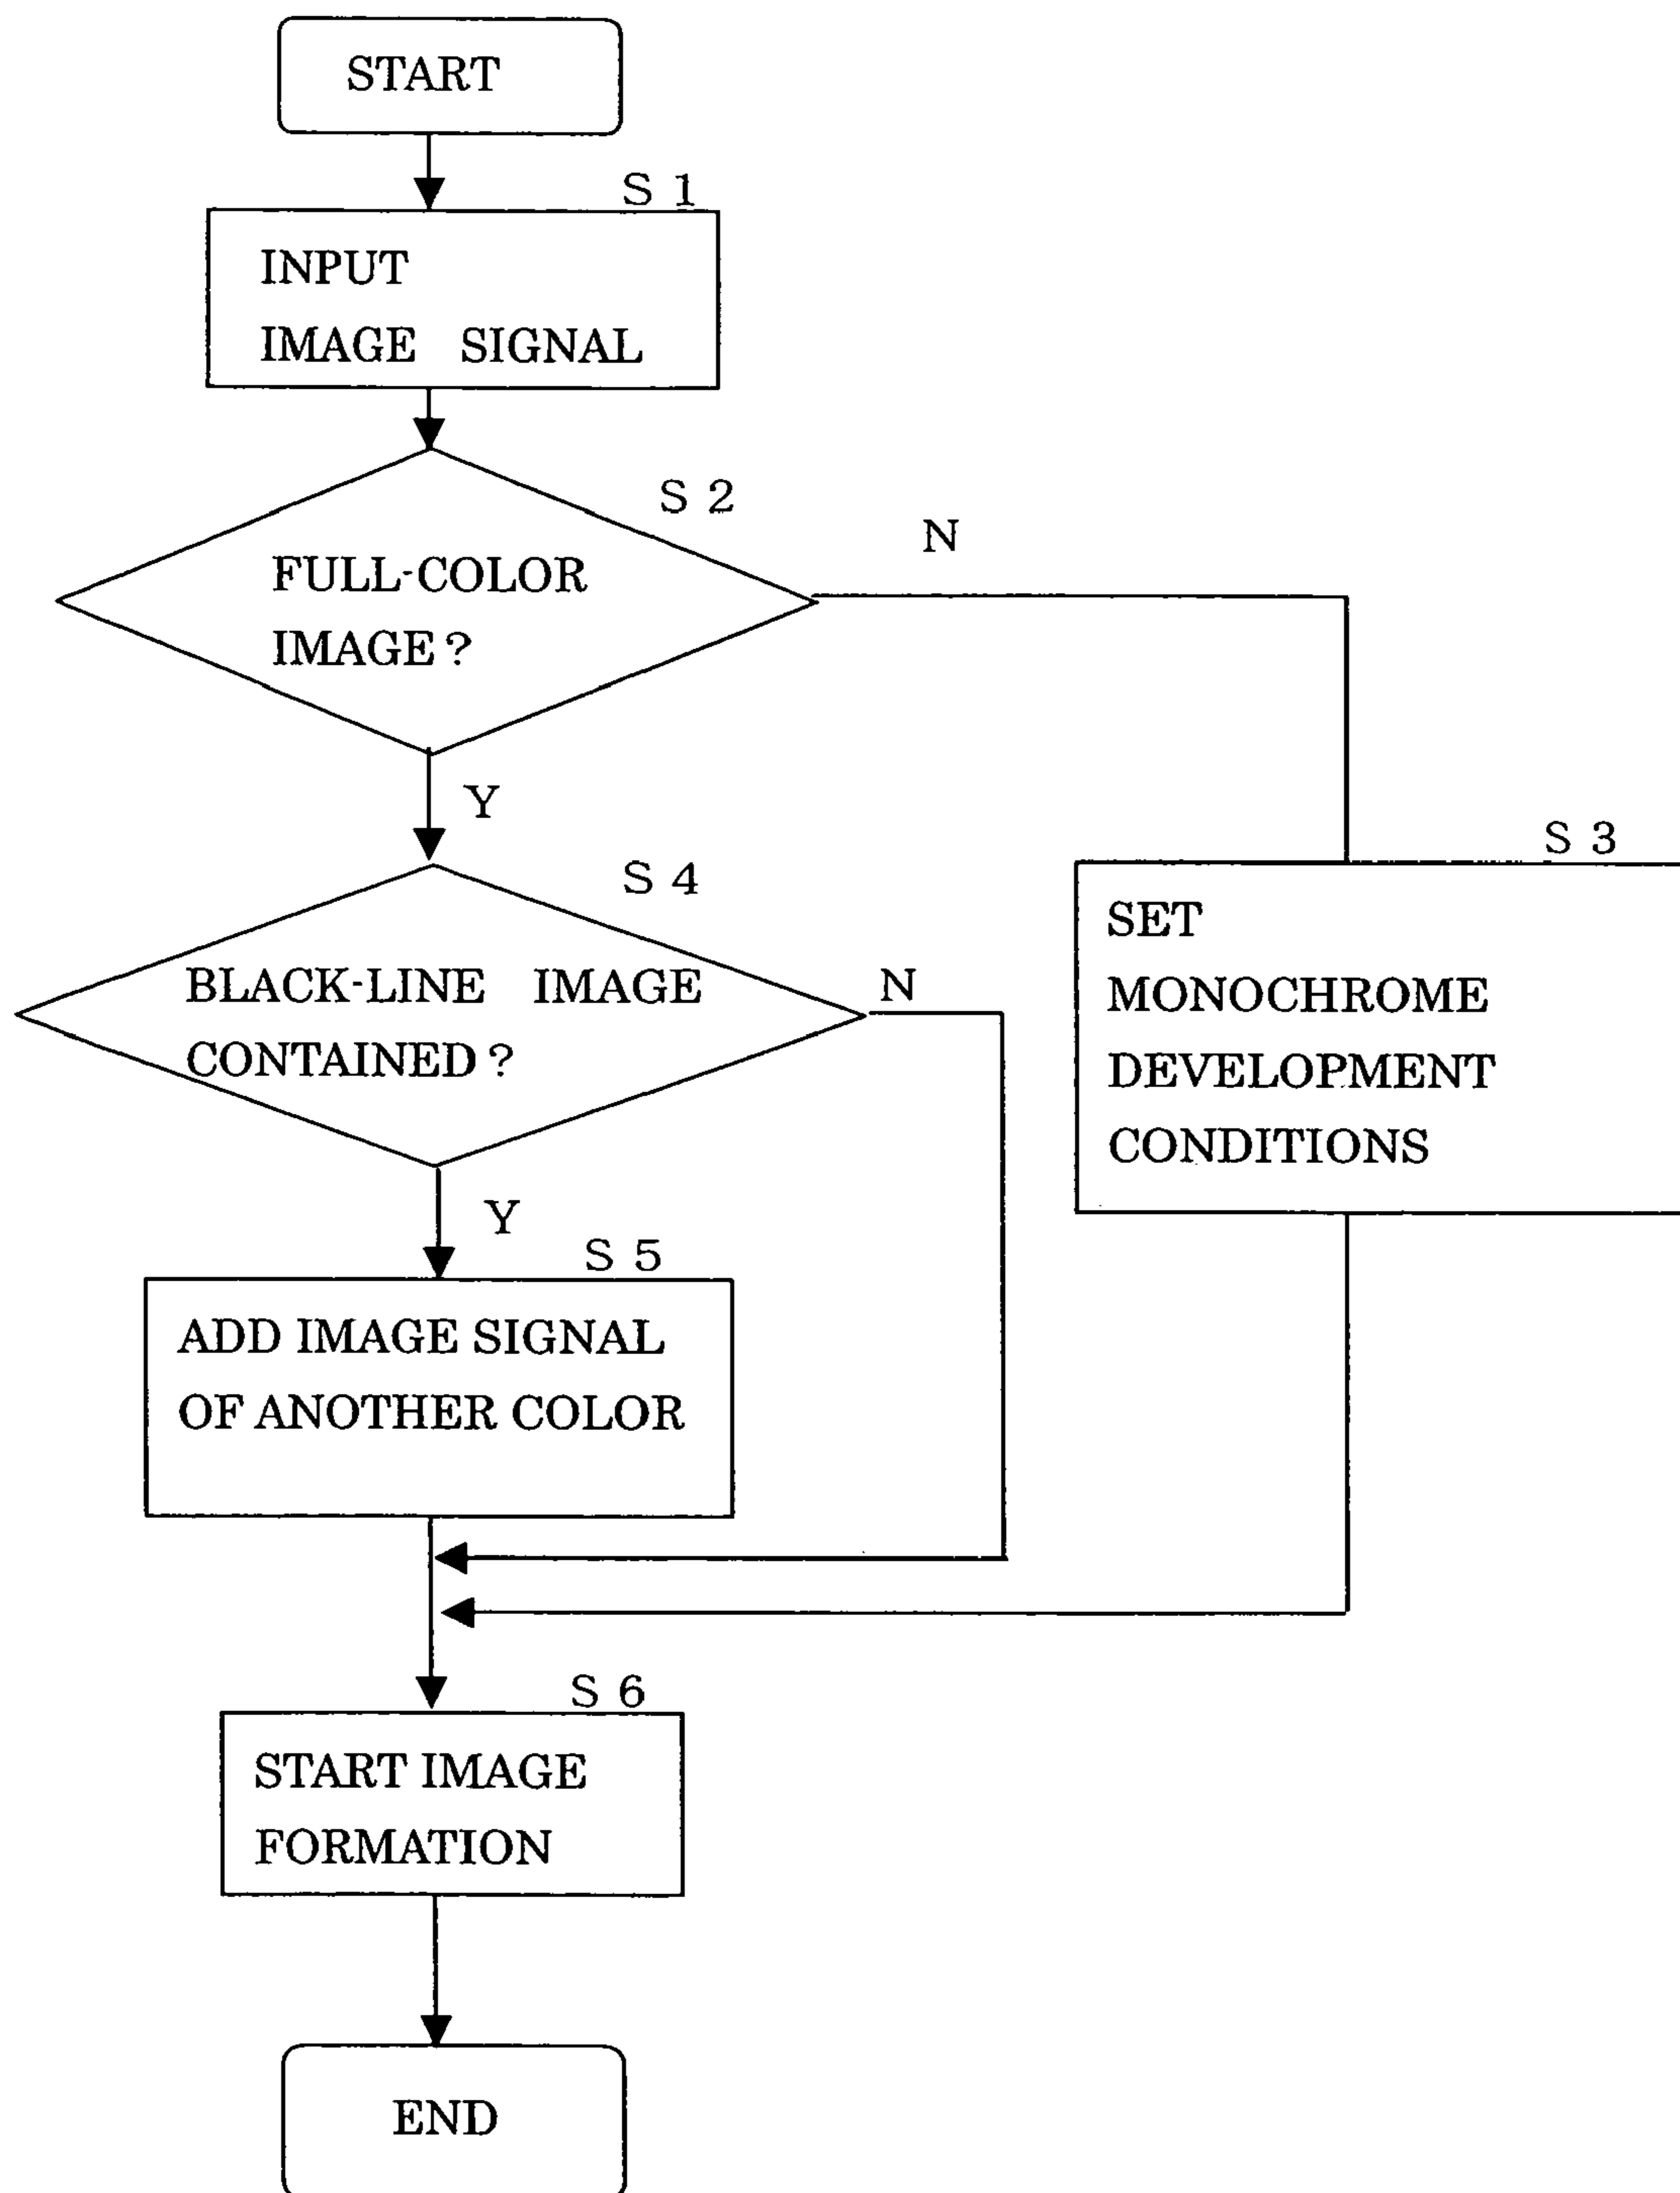 START
S 1
INPUT
IMAGE SIGNAL
S 2
N
FULL-COLOR
IMAGE ?
Y
S 4
BLACK-LINE IMAGE
CONTAINED ?
N
S 3
SET
MONOCHROME
DEVELOPMENT
CONDITIONS
Y
S 5
ADD IMAGE SIGNAL
OF ANOTHER COLOR
S 6
START IMAGE
FORMATION
END